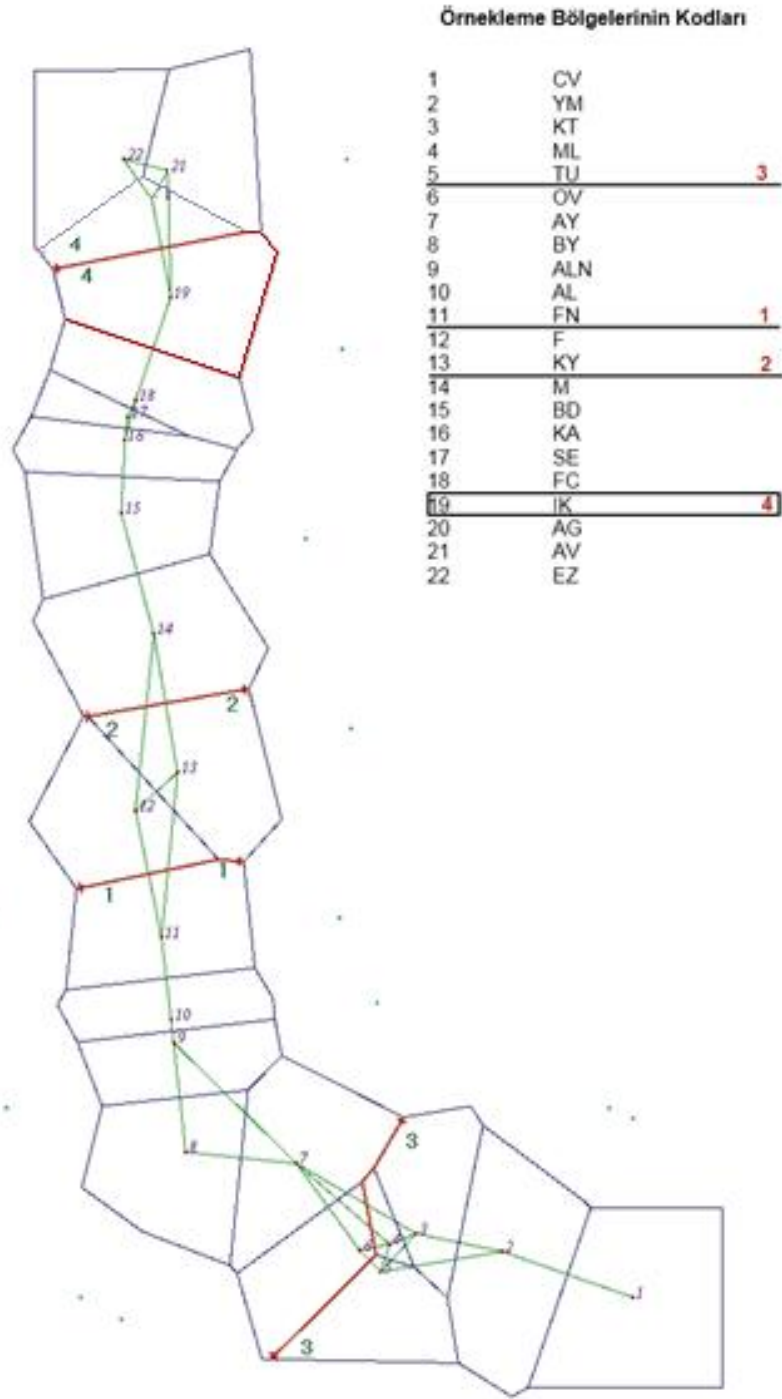 Örnekleme Bölgelerinin Kodları
1 CV
2 YM
3 KT
4 ML
5 TU 3
6 OV
7 AY
8 BY
9 ALN
10 AL
11 FN 1
12 F
13 KY 2
14 M
15 BD
16 KA
17 SE
18 FC
19 IK 4
20 AG
21 AV
22 EZ
22
21
4
4
19
18
17
16
15
14
2
2
13
12
1
1
11
10
9
3
8
7
3
6
2
1
3